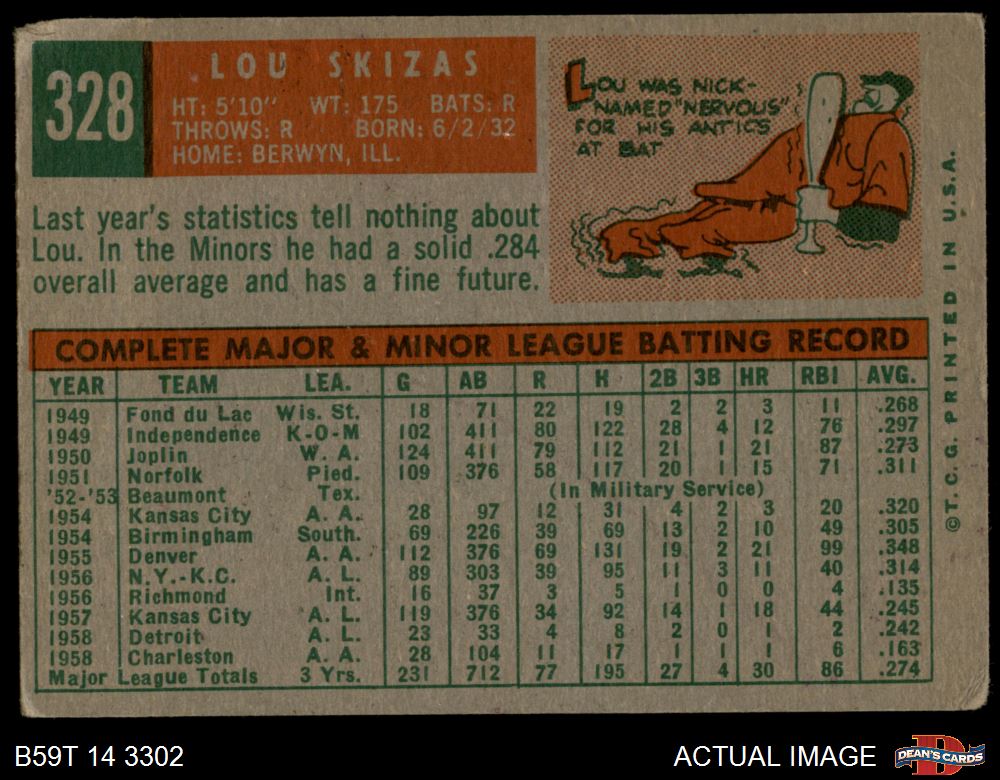 328
LOU SKIZAS
HT: 5'10" WT: 175 BATS: R
THROWS: R BORN: 6/2/32
HOME: BERWYN, ILL.
LOU WAS NICK-
NAMED "NERVOUS"
FOR HIS ANTICS
AT BAT
Last year's statistics tell nothing about
Lou. In the Minors he had a solid .284
overall average and has a fine future.
COMPLETE MAJOR & MINOR LEAGUE BATTING RECORD
YEAR TEAM LEA. G AB R H 2B 3B HR RBI AVG.
1949 Fond du Lac Wis. St. 18 71 22 19 2 2 3 11 .268
1949 Independence K-O-M 102 411 80 122 28 4 12 76 .297
1950 Joplin W. A. 124 411 79 112 21 1 21 87 .273
1951 Norfolk Pied. 109 376 58 117 20 1 15 71 .311
'52-'53 Beaumont Tex. (In Military Service)
1954 Kansas City A. A. 28 97 12 31 4 2 3 20 .320
1954 Birmingham South. 69 226 39 69 13 2 10 49 .305
1955 Denver A. A. 112 376 69 131 19 2 21 99 .348
1956 N.Y.-K.C. A. L. 89 303 39 95 11 3 11 40 .314
1956 Richmond Int. 16 37 3 5 1 0 0 4 .135
1957 Kansas City A. L. 119 376 34 92 14 1 18 44 .245
1958 Detroit A. L. 23 33 4 8 2 0 1 2 .242
1958 Charleston A. A. 28 104 11 17 1 1 1 6 .163
Major League Totals 3 Yrs. 231 712 77 195 27 4 30 86 .274
©T. C. G. PRINTED IN U.S.A.
B59T 14 3302
ACTUAL IMAGE
DEAN'S CARDS